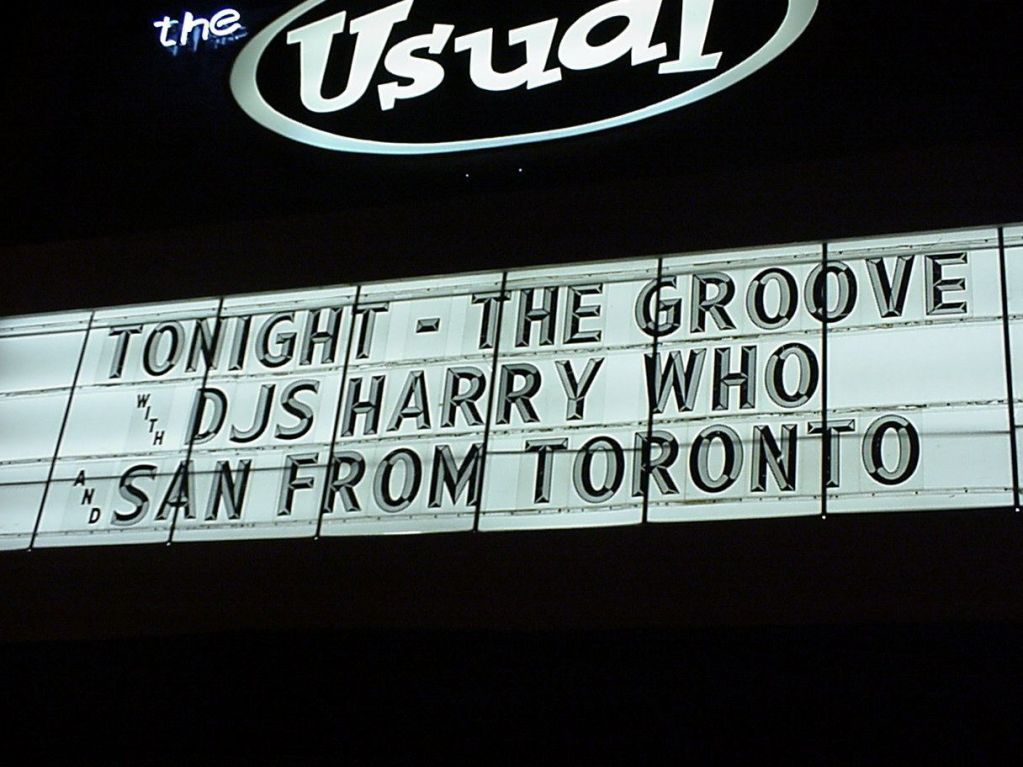 the
Usual
TONIGHT - THE GROOVE
WITH DJS HARRY WHO
AND SAN FROM TORONTO